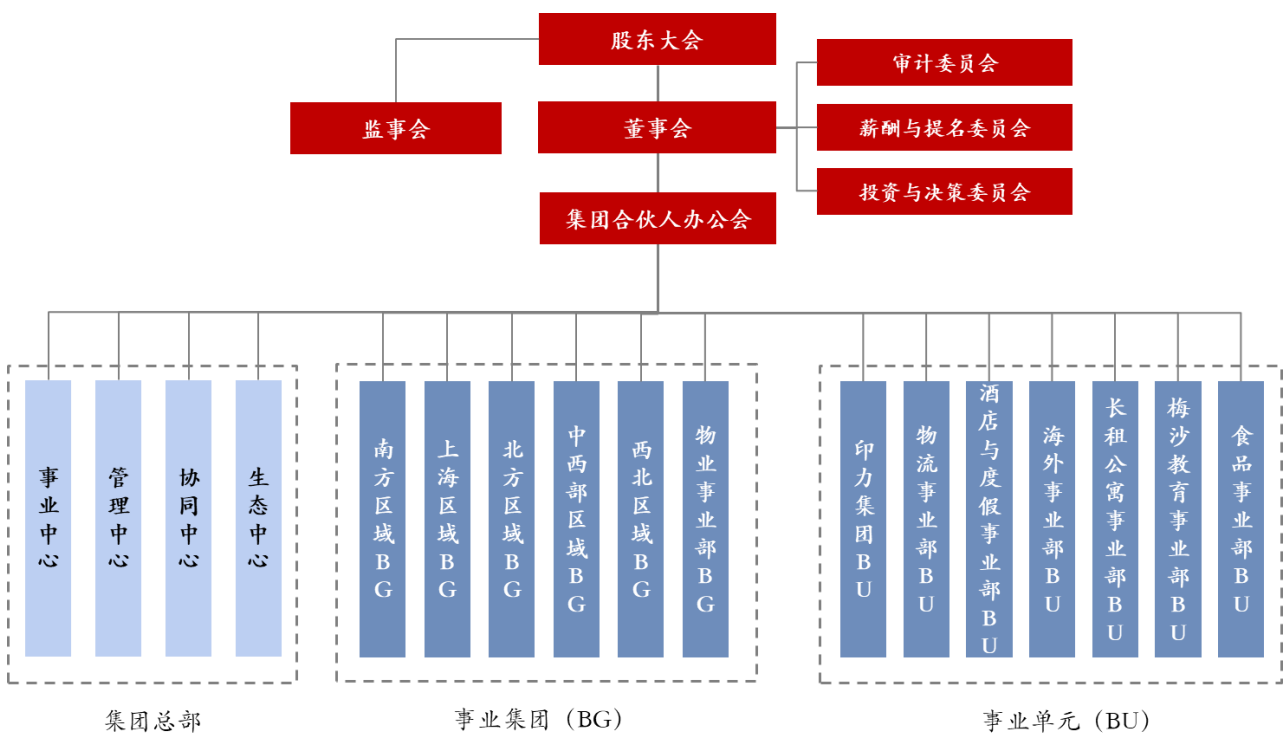 股东大会
审计委员会
监事会
董事会
薪酬与提名委员会
投资与决策委员会
集团合伙人办公会
事业中心
管理中心
协同中心
生态中心
南方区域BG
上海区域BG
北方区域BG
中西部区域BG
西北区域BG
物业事业部BG
印力集团BU
物流事业部BU
酒店与度假事业部BU
海外事业部BU
长租公寓事业部BU
梅沙教育事业部BU
食品事业部BU
集团总部
事业集团（BG）
事业单元（BU）